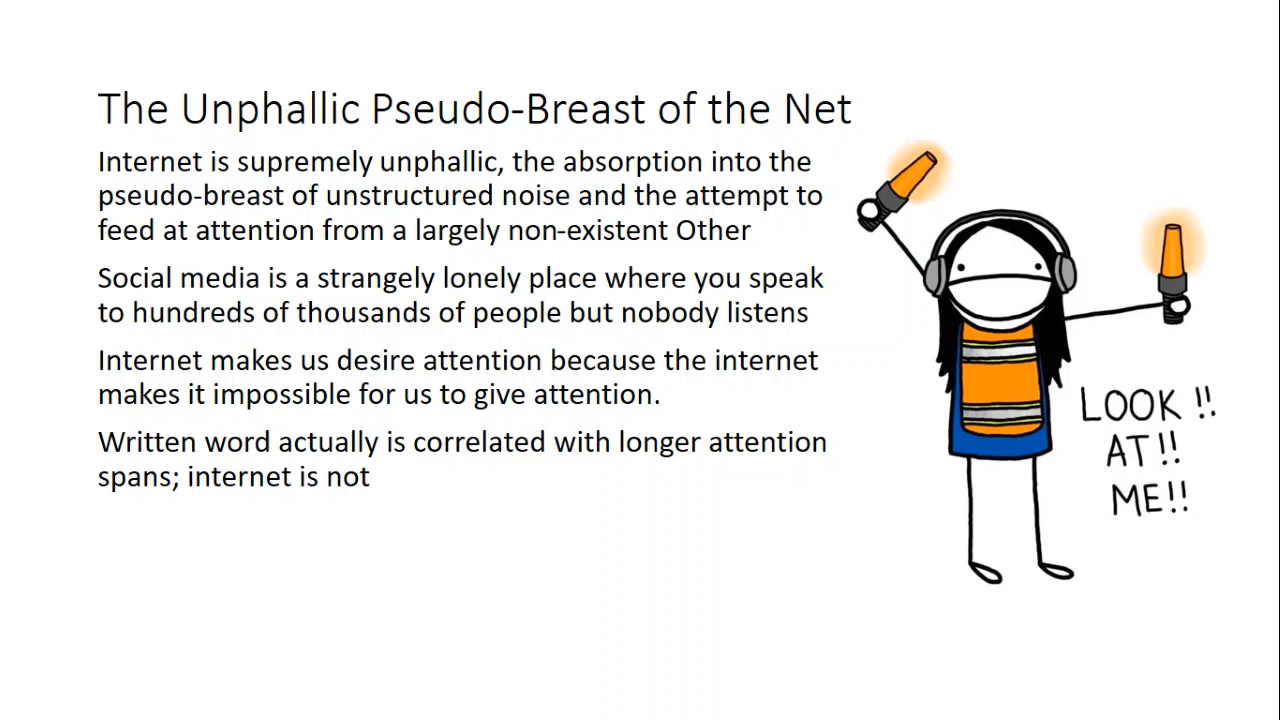 The Unphallic Pseudo-Breast of the Net
Internet is supremely unphallic, the absorption into the
pseudo-breast of unstructured noise and the attempt to
feed at attention from a largely non-existent Other
Social media is a strangely lonely place where you speak
to hundreds of thousands of people but nobody listens
Internet makes us desire attention because the internet
makes it impossible for us to give attention.
Written word actually is correlated with longer attention
spans; internet is not
LOOK !!
AT !!
ME!!